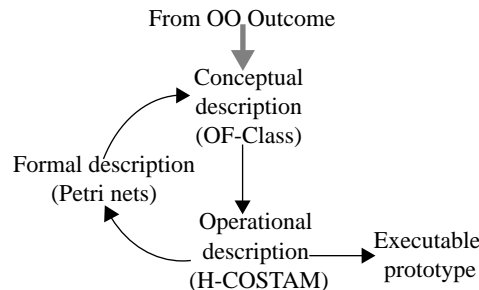 From OO Outcome
Conceptual
description
(OF-Class)
Formal description
(Petri nets)
Operational
description
(H-COSTAM)
Executable
prototype